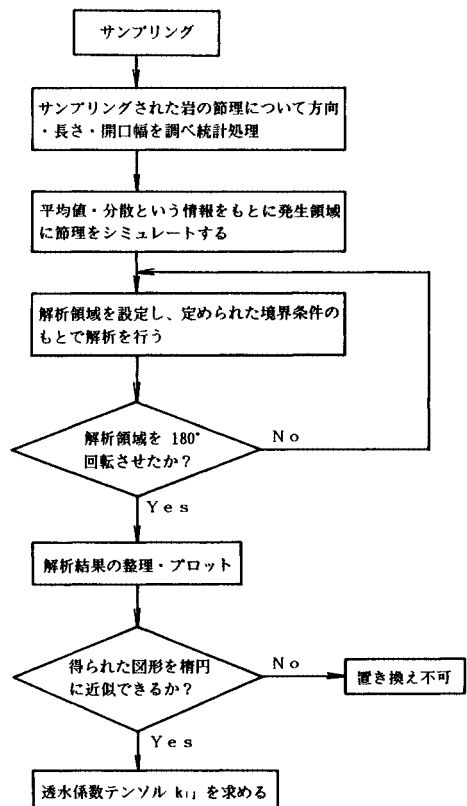 サンプリング
サンプリングされた岩の節理について方向
・長さ・開口幅を調べ統計処理
平均値・分散という情報をもとに発生領域
に節理をシミュレートする
解析領域を設定し、定められた境界条件の
もとで解析を行う
解析領域を 180°
回転させたか?
No
Yes
解析結果の整理・プロット
得られた図形を楕円
に近似できるか?
No
置き換え不可
Yes
透水係数テンソル kij を求める